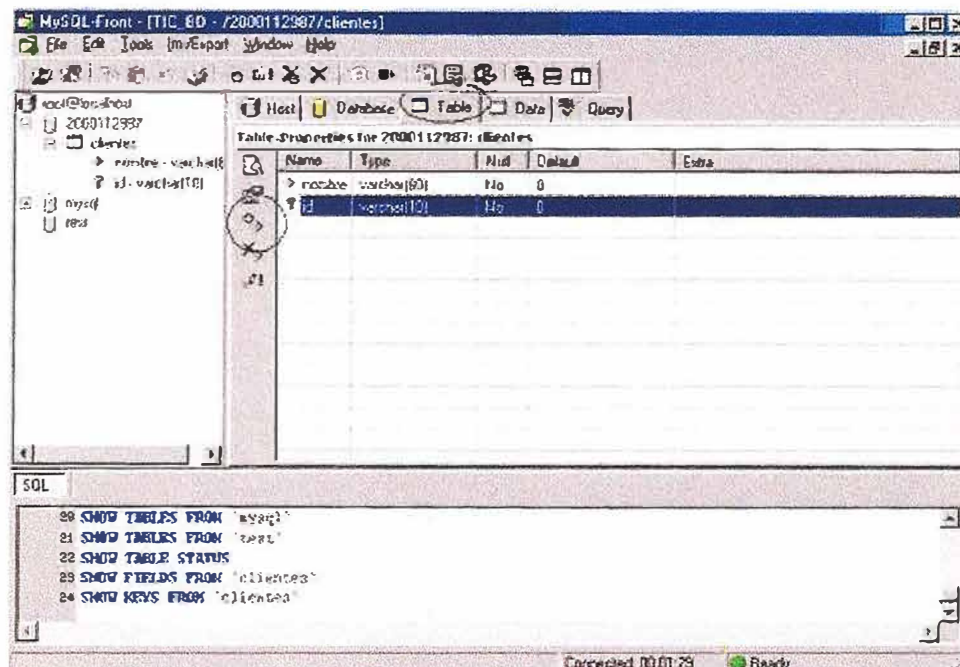 MySQL-Front - [TIC_BD - /2000112987/clientes]
File Edit Tools Im/Export Window Help
root@localhost
2000112987
clientes
nombre - varchar(6
id - varchar(10)
mysql
test
Host Database Table Data Query
Table-Properties for 2000112987: clientes
Name Type Null Default Extra
nombre varchar(60) No 0
id varchar(10) No 0
SQL
20 SHOW TABLES FROM `mysql`
21 SHOW TABLES FROM `test`
22 SHOW TABLE STATUS
23 SHOW FIELDS FROM `clientes`
24 SHOW KEYS FROM `clientes`
Connected 00:01:29 Ready